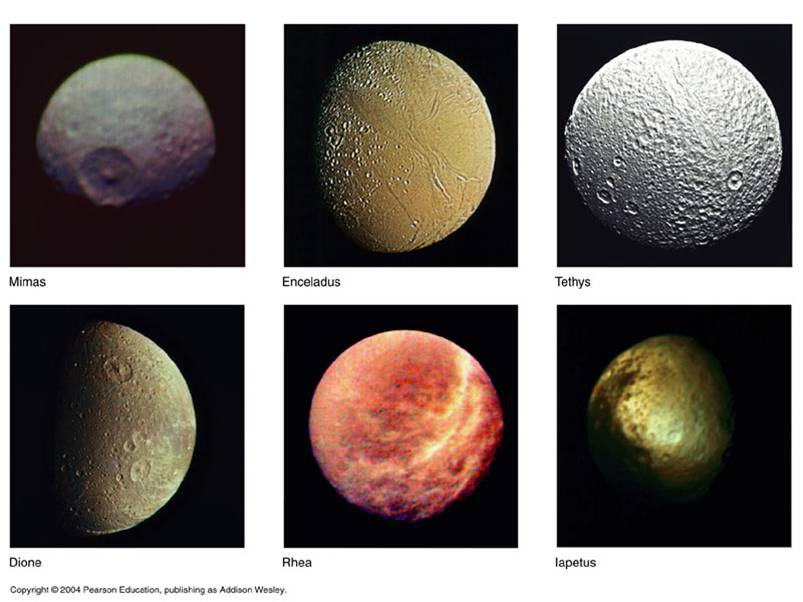 Mimas
Enceladus
Tethys
Dione
Rhea
Iapetus
Copyright © 2004 Pearson Education, publishing as Addison Wesley.